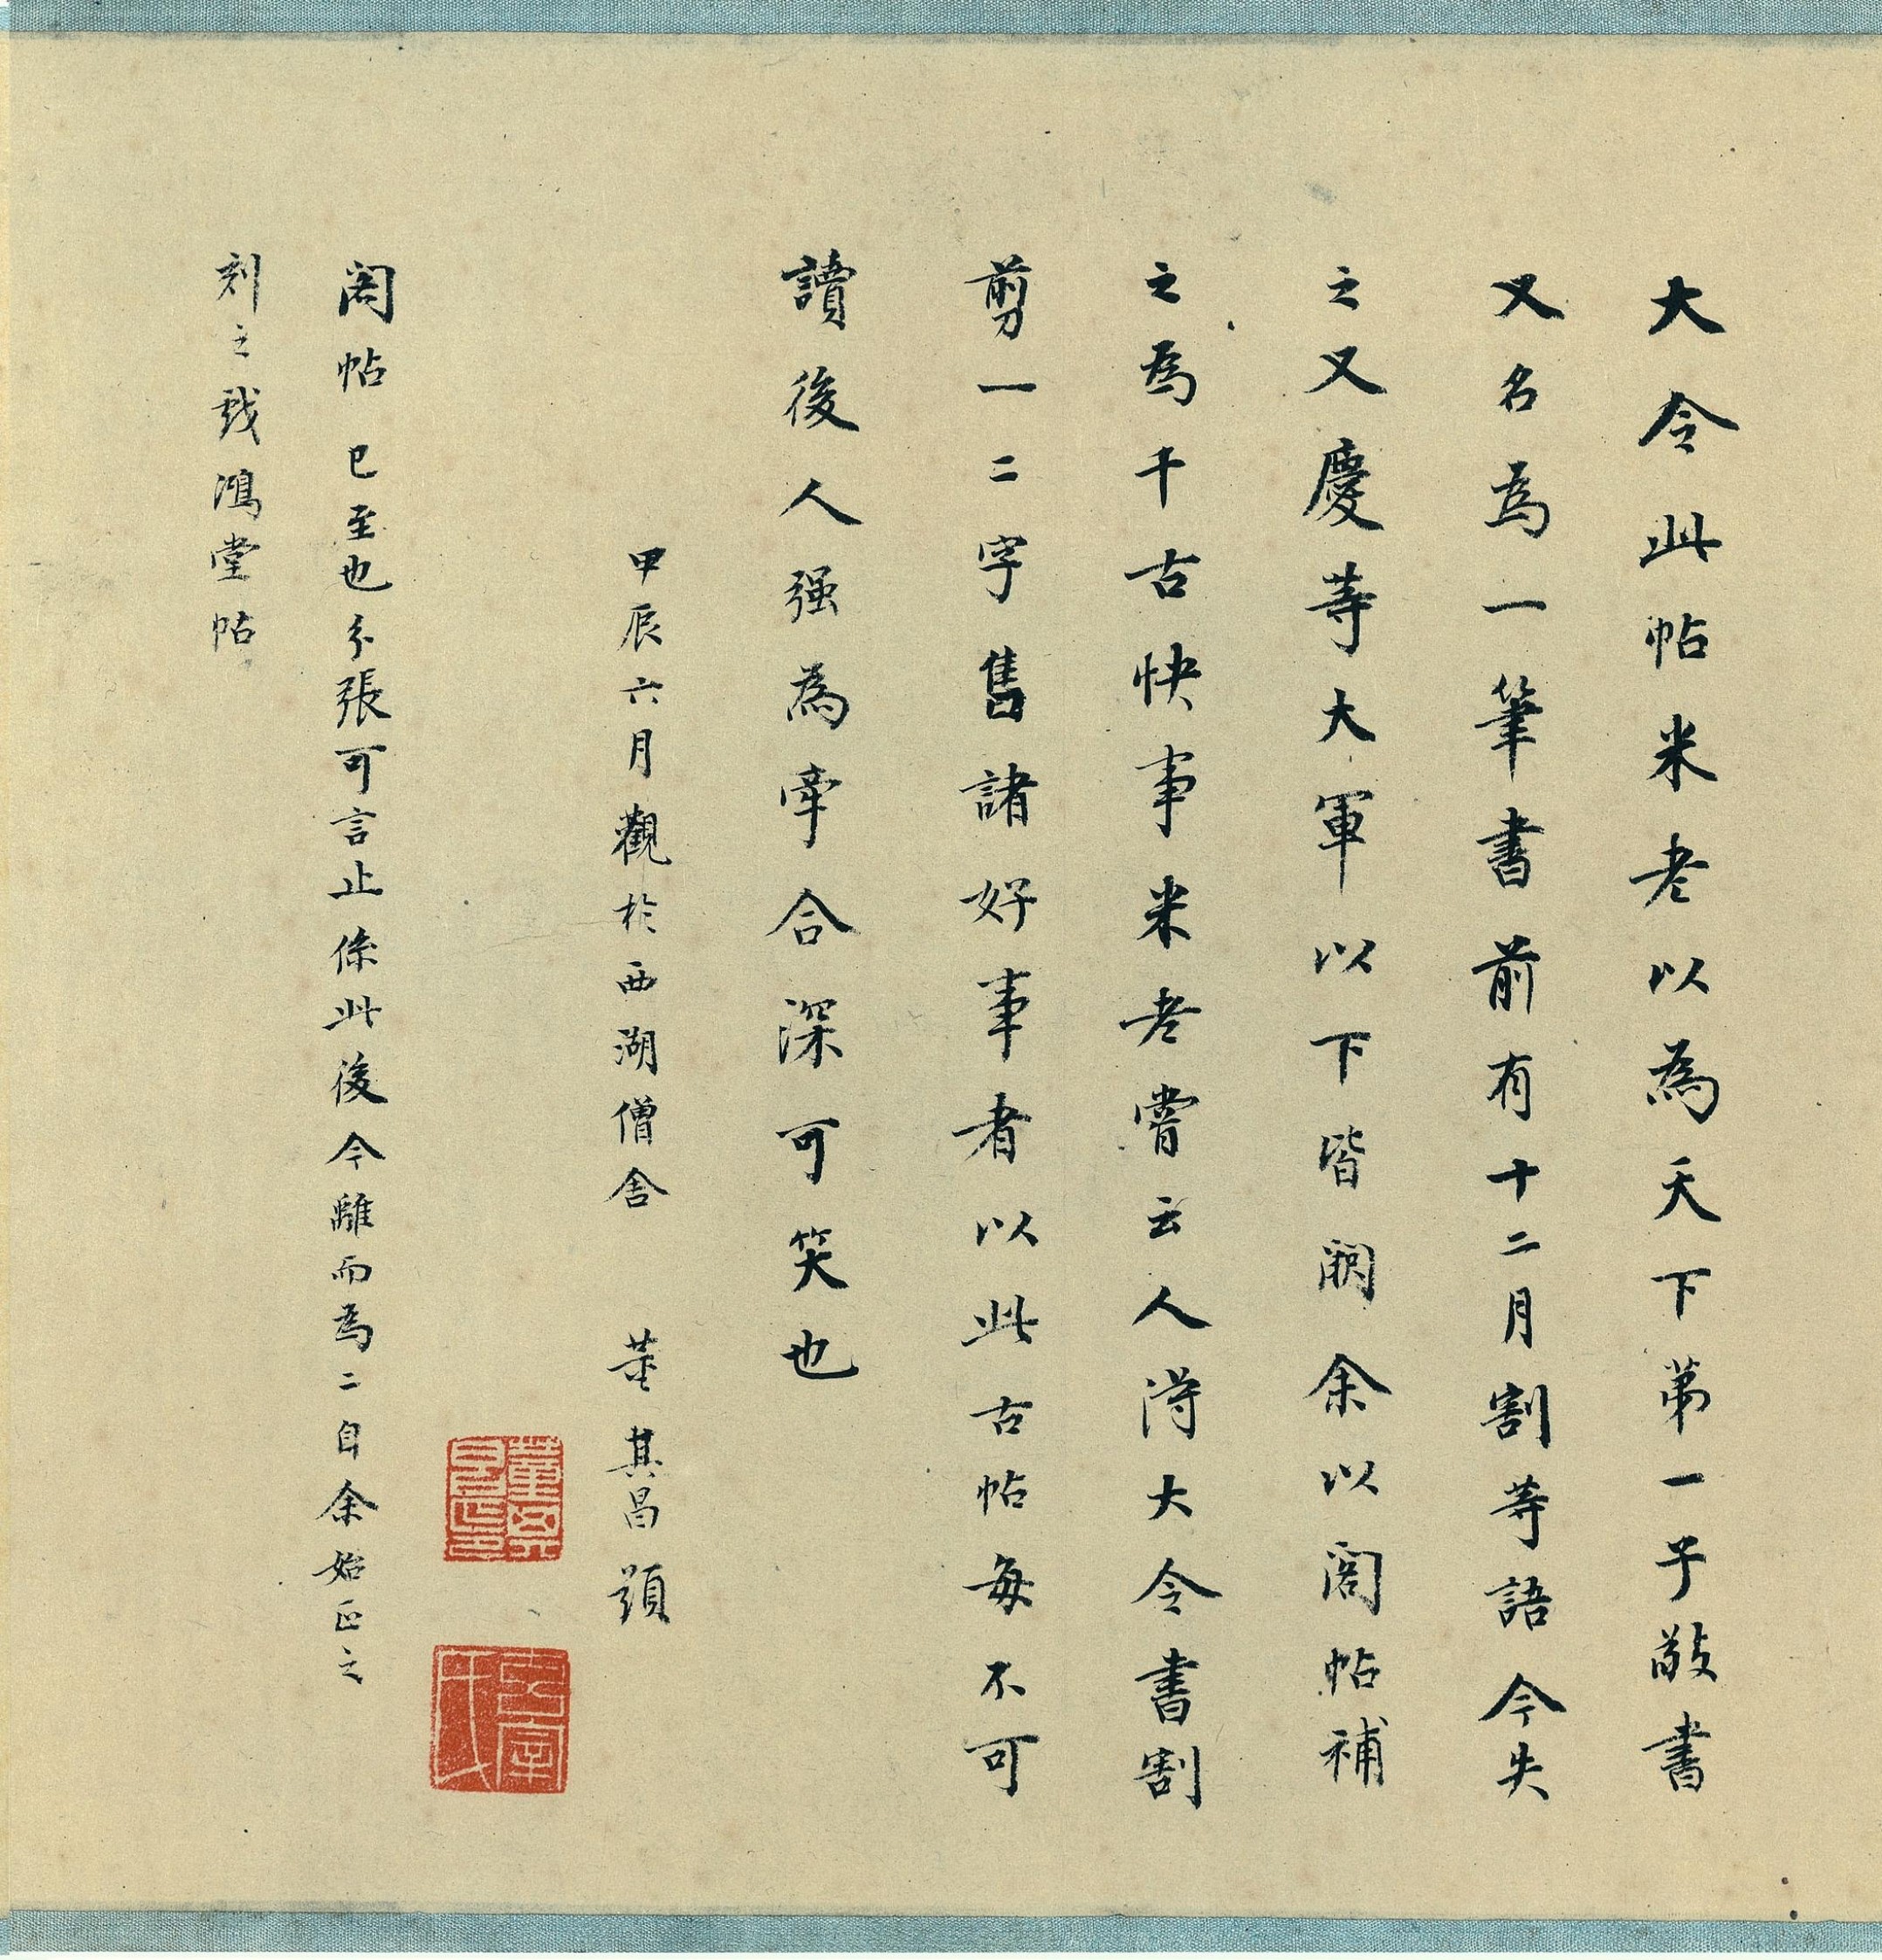 大令此帖米老以為天下第一子敬書
又名為一筆書前有十二月割等語今失
之又慶等大軍以下皆闕余以閣帖補
之為千古快事米老嘗云人得大令書割
剪一二字售諸好事者以此古帖每不可
讀後人强為牽合深可笑也
甲辰六月觀於西湖僧舍 董其昌題
閣帖已至也分張可言止係此後今離而為二自余始正之
刻之戲鴻堂帖